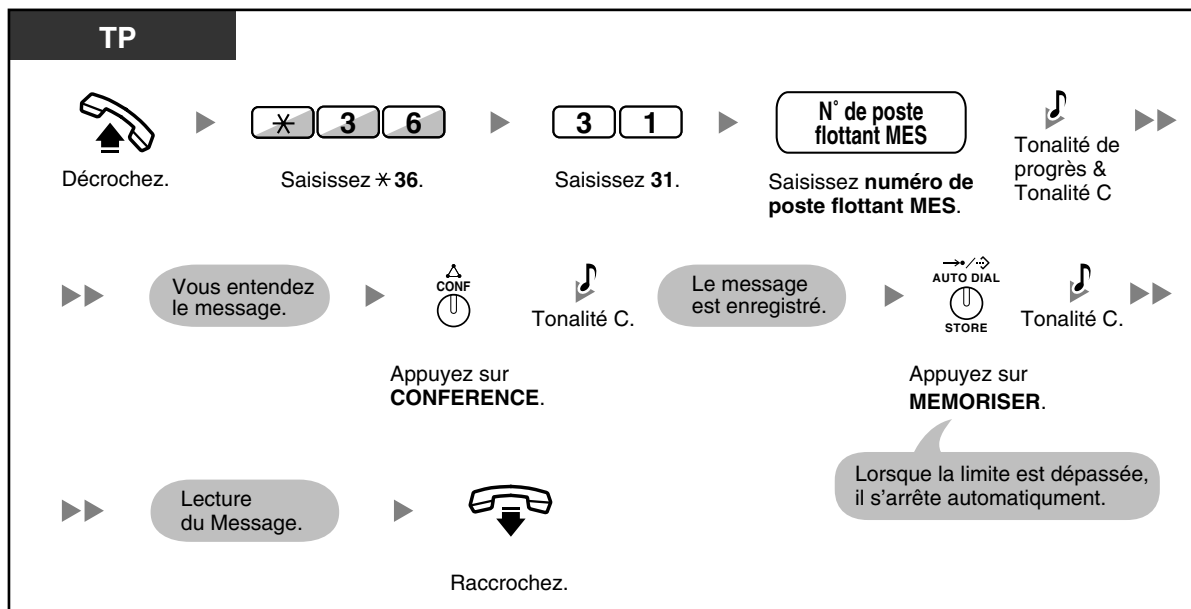 TP
✳ 3 6
3 1
N° de poste
flottant MES
Décrochez.
Saisissez ✳ 36.
Saisissez 31.
Saisissez numéro de
poste flottant MES.
Tonalité de
progrès &
Tonalité C
Vous entendez
le message.
CONF
Tonalité C.
Appuyez sur
CONFERENCE.
Le message
est enregistré.
AUTO DIAL
STORE
Tonalité C.
Appuyez sur
MEMORISER.
Lorsque la limite est dépassée,
il s’arrête automatiqument.
Lecture
du Message.
Raccrochez.